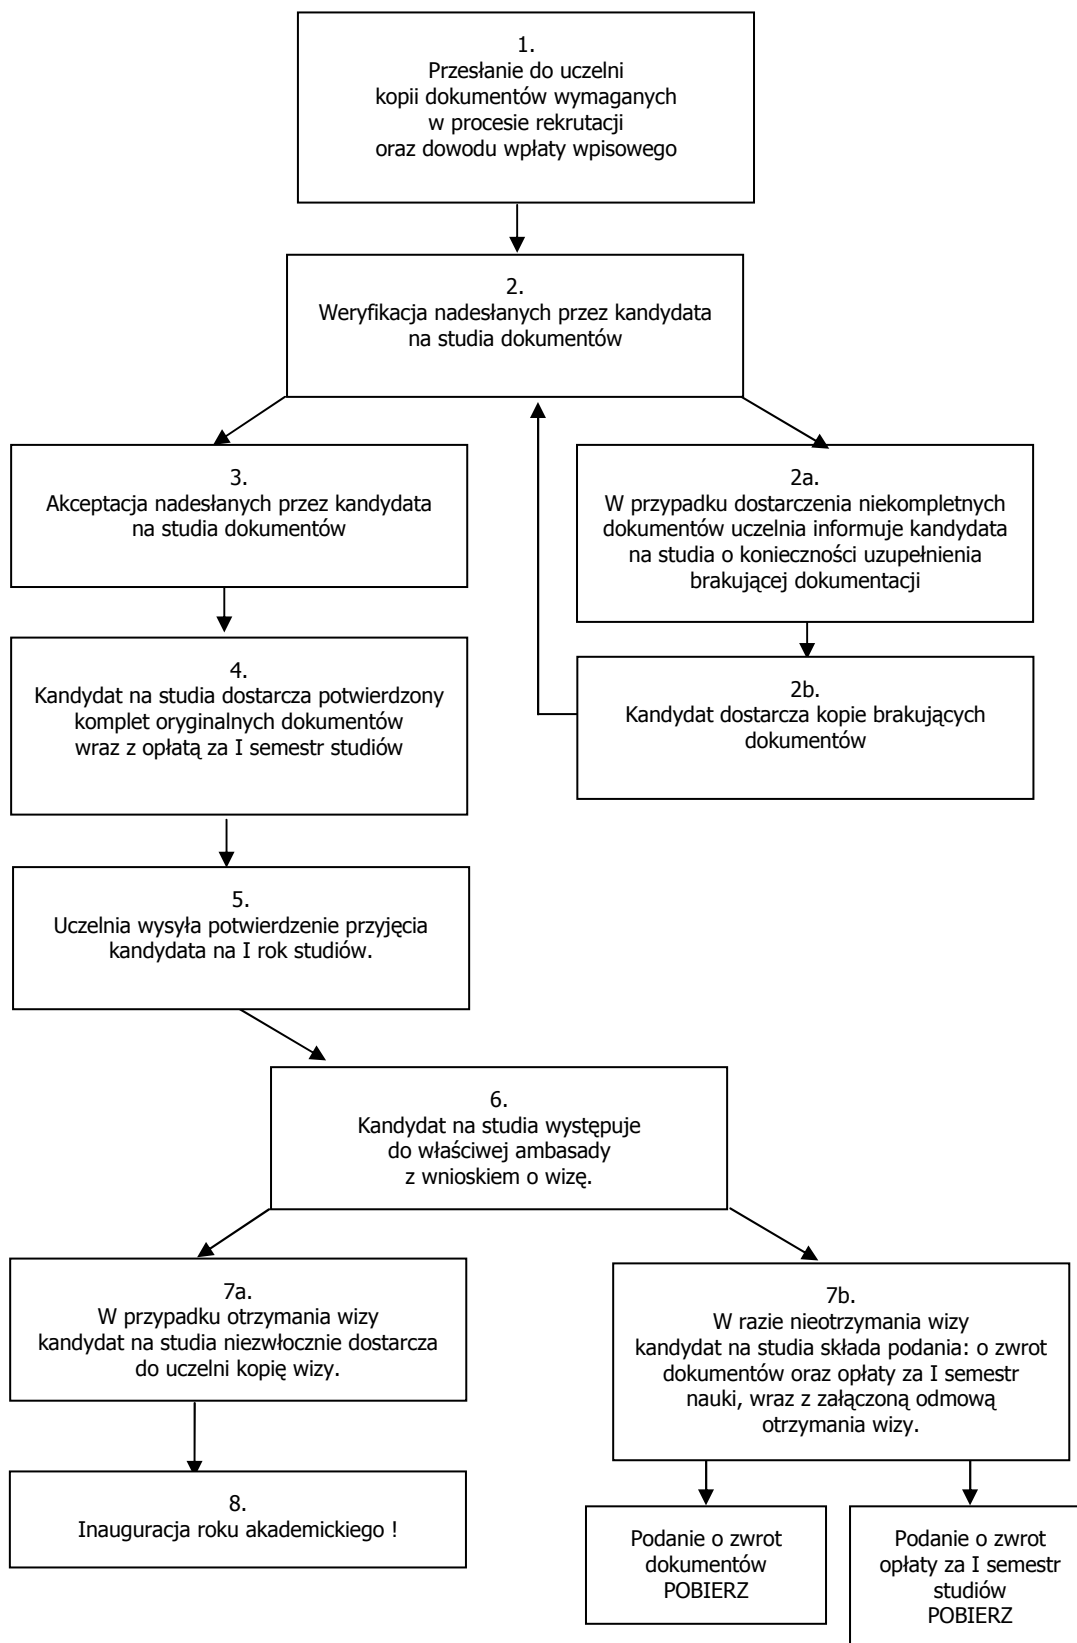 1.
Przesłanie do uczelni
kopii dokumentów wymaganych
w procesie rekrutacji
oraz dowodu wpłaty wpisowego
2.
Weryfikacja nadesłanych przez kandydata
na studia dokumentów
3.
Akceptacja nadesłanych przez kandydata
na studia dokumentów
2a.
W przypadku dostarczenia niekompletnych
dokumentów uczelnia informuje kandydata
na studia o konieczności uzupełnienia
brakującej dokumentacji
4.
Kandydat na studia dostarcza potwierdzony
komplet oryginalnych dokumentów
wraz z opłatą za I semestr studiów
2b.
Kandydat dostarcza kopie brakujących
dokumentów
5.
Uczelnia wysyła potwierdzenie przyjęcia
kandydata na I rok studiów.
6.
Kandydat na studia występuje
do właściwej ambasady
z wnioskiem o wizę.
7a.
W przypadku otrzymania wizy
kandydat na studia niezwłocznie dostarcza
do uczelni kopię wizy.
7b.
W razie nieotrzymania wizy
kandydat na studia składa podania: o zwrot
dokumentów oraz opłaty za I semestr
nauki, wraz z załączoną odmową
otrzymania wizy.
8.
Inauguracja roku akademickiego !
Podanie o zwrot
dokumentów
POBIERZ
Podanie o zwrot
opłaty za I semestr
studiów
POBIERZ